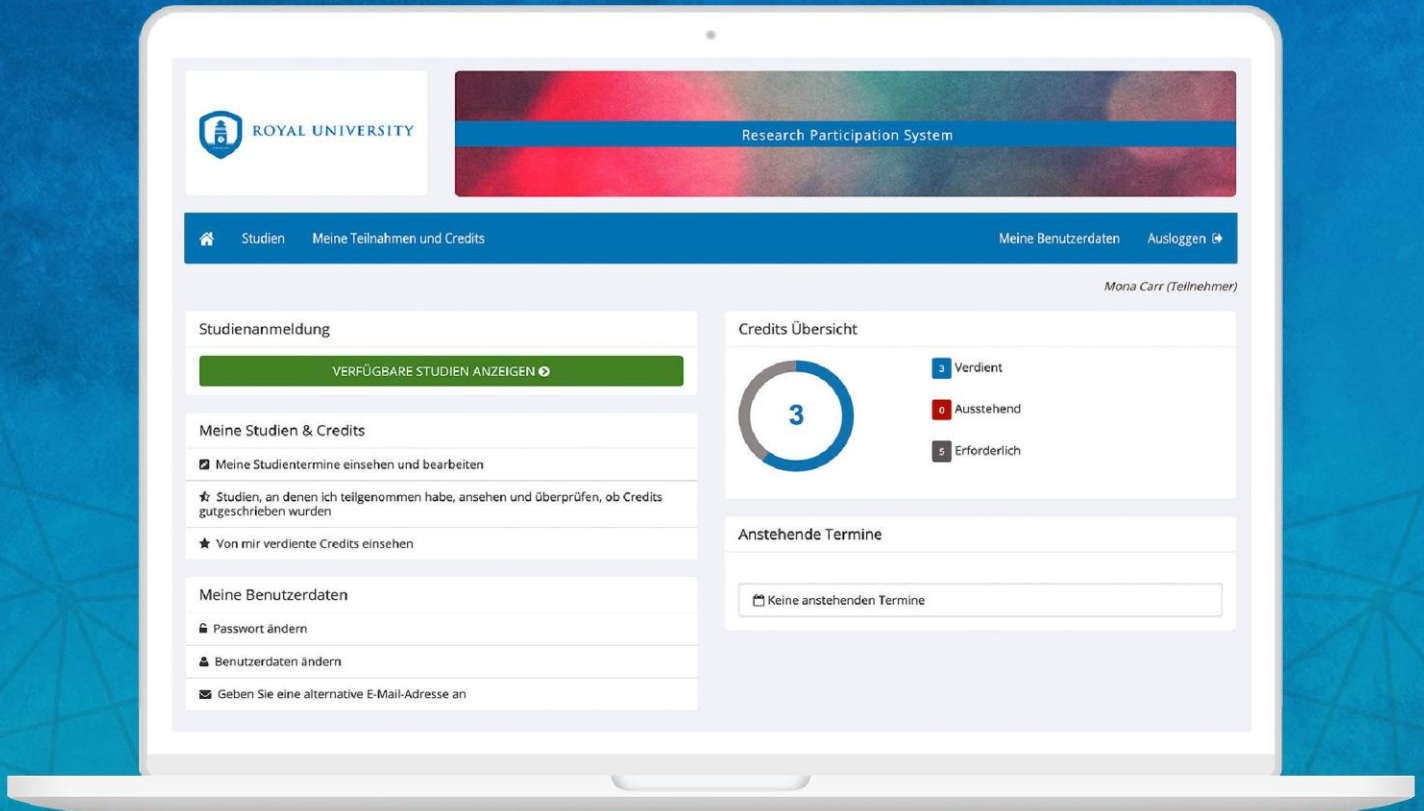 ROYAL UNIVERSITY
Research Participation System
Studien
Meine Teilnahmen und Credits
Meine Benutzerdaten
Ausloggen
Mona Carr (Teilnehmer)
Studienanmeldung
VERFÜGBARE STUDIEN ANZEIGEN
Meine Studien & Credits
Meine Studientermine einsehen und bearbeiten
Studien, an denen ich teilgenommen habe, ansehen und überprüfen, ob Credits
gutgeschrieben wurden
Von mir verdiente Credits einsehen
Meine Benutzerdaten
Passwort ändern
Benutzerdaten ändern
Geben Sie eine alternative E-Mail-Adresse an
Credits Übersicht
3
3 Verdient
0 Ausstehend
5 Erforderlich
Anstehende Termine
Keine anstehenden Termine